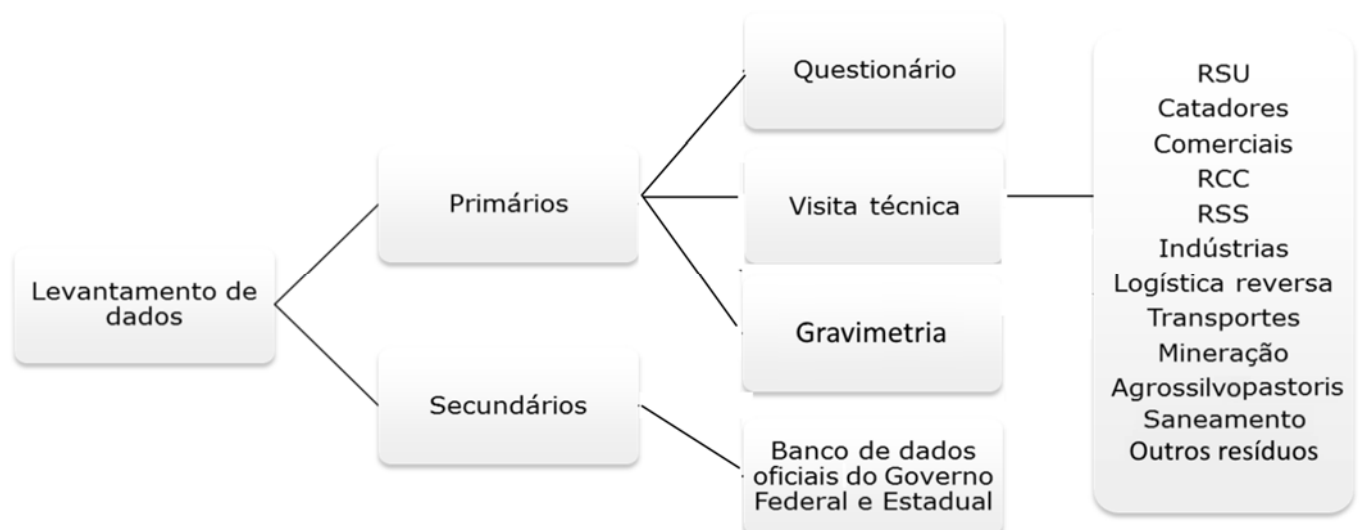 Levantamento de
dados
Primários
Secundários
Questionário
Visita técnica
Gravimetria
Banco de dados
oficiais do Governo
Federal e Estadual
RSU
Catadores
Comerciais
RCC
RSS
Indústrias
Logística reversa
Transportes
Mineração
Agrossilvopastoris
Saneamento
Outros resíduos